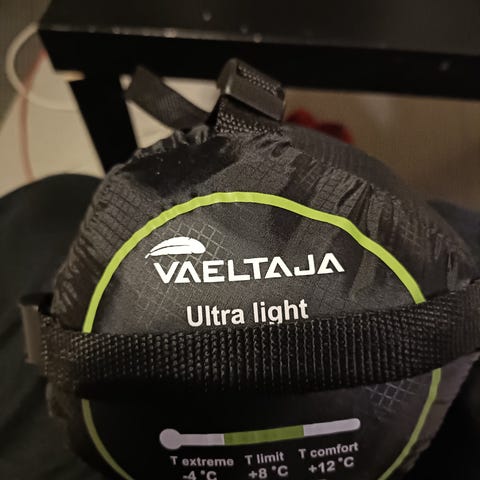 VAELTAJA
Ultra light
T extreme T limit T comfort
-4 °C +8 °C +12 °C